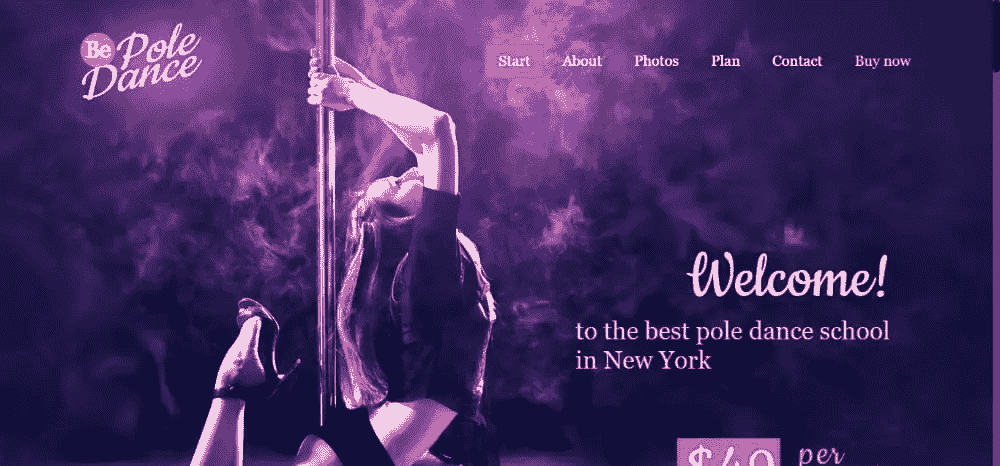 Be Pole
Dance
Start About Photos Plan Contact Buy now
Welcome!
to the best pole dance school
in New York
$49 per